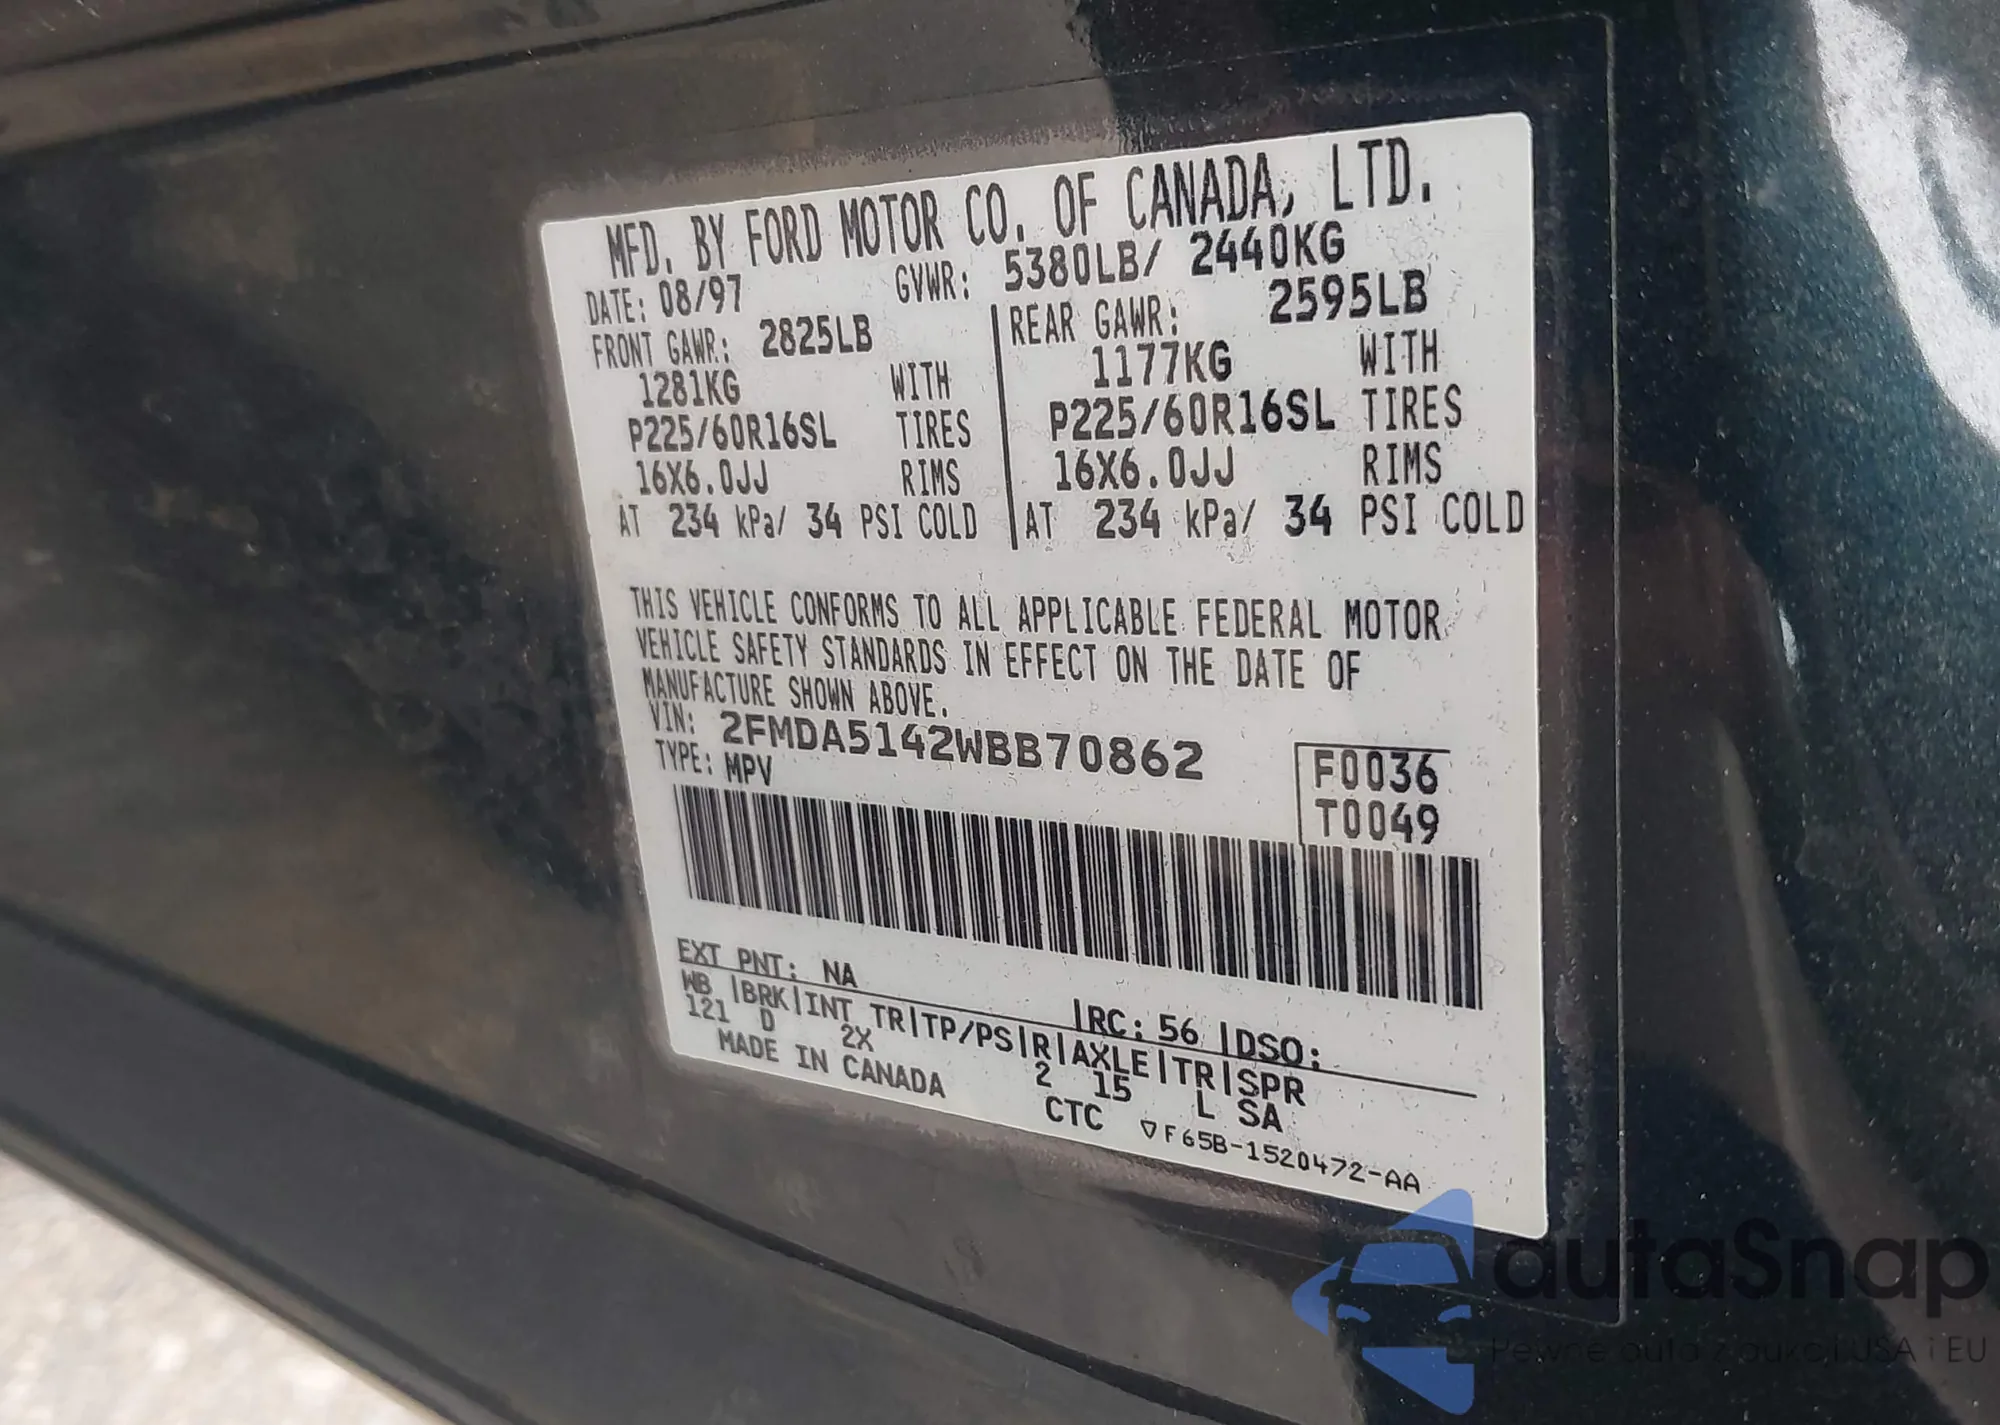 MFD. BY FORD MOTOR CO. OF CANADA, LTD.
DATE: 08/97 GVWR: 5380LB/ 2440KG
FRONT GAWR: 2825LB REAR GAWR: 2595LB
1281KG WITH 1177KG WITH
P225/60R16SL TIRES P225/60R16SL TIRES
16X6.0JJ RIMS 16X6.0JJ RIMS
AT 234 kPa/ 34 PSI COLD AT 234 kPa/ 34 PSI COLD
THIS VEHICLE CONFORMS TO ALL APPLICABLE FEDERAL MOTOR
VEHICLE SAFETY STANDARDS IN EFFECT ON THE DATE OF
MANUFACTURE SHOWN ABOVE.
VIN: 2FMDA5142WBB70862 F0036
TYPE: MPV T0049
EXT PNT: NA RC: 56 DSO:
WB BRK INT TR TP/PS R AXLE TR SPR
121 D 2X 2 15 L SA
MADE IN CANADA CTC ▽F65B-1520472-AA
autaSnap
Pewne auta z aukcji USA i EU